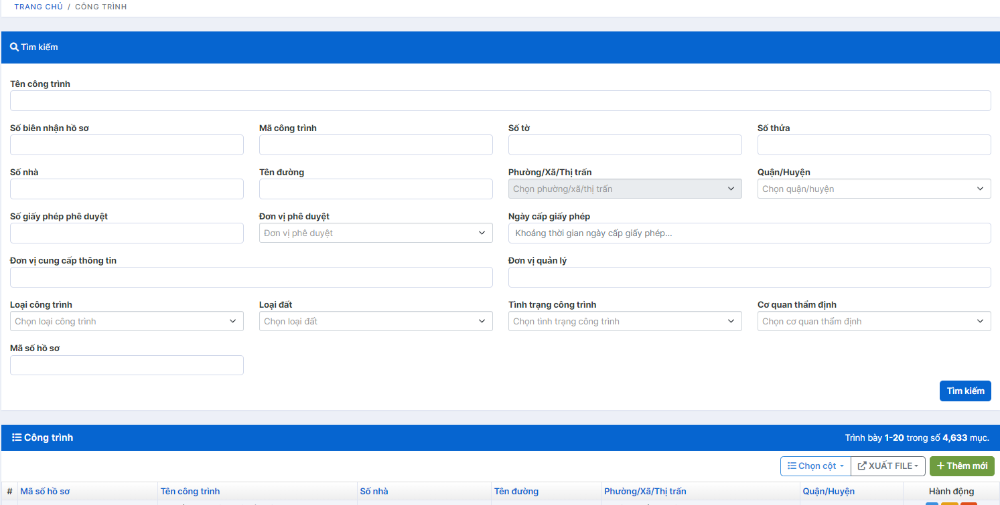 TRANG CHỦ / CÔNG TRÌNH
Tìm kiếm
Tên công trình
Số biên nhận hồ sơ Mã công trình Số tờ Số thửa
Số nhà Tên đường Phường/Xã/Thị trấn Quận/Huyện
Chọn phường/xã/thị trấn Chọn quận/huyện
Số giấy phép phê duyệt Đơn vị phê duyệt Ngày cấp giấy phép
Đơn vị phê duyệt Khoảng thời gian ngày cấp giấy phép...
Đơn vị cung cấp thông tin Đơn vị quản lý
Loại công trình Loại đất Tình trạng công trình Cơ quan thẩm định
Chọn loại công trình Chọn loại đất Chọn tình trạng công trình Chọn cơ quan thẩm định
Mã số hồ sơ
Tìm kiếm
Công trình Trình bày 1-20 trong số 4,633 mục.
Chọn cột XUẤT FILE + Thêm mới
# Mã số hồ sơ Tên công trình Số nhà Tên đường Phường/Xã/Thị trấn Quận/Huyện Hành động